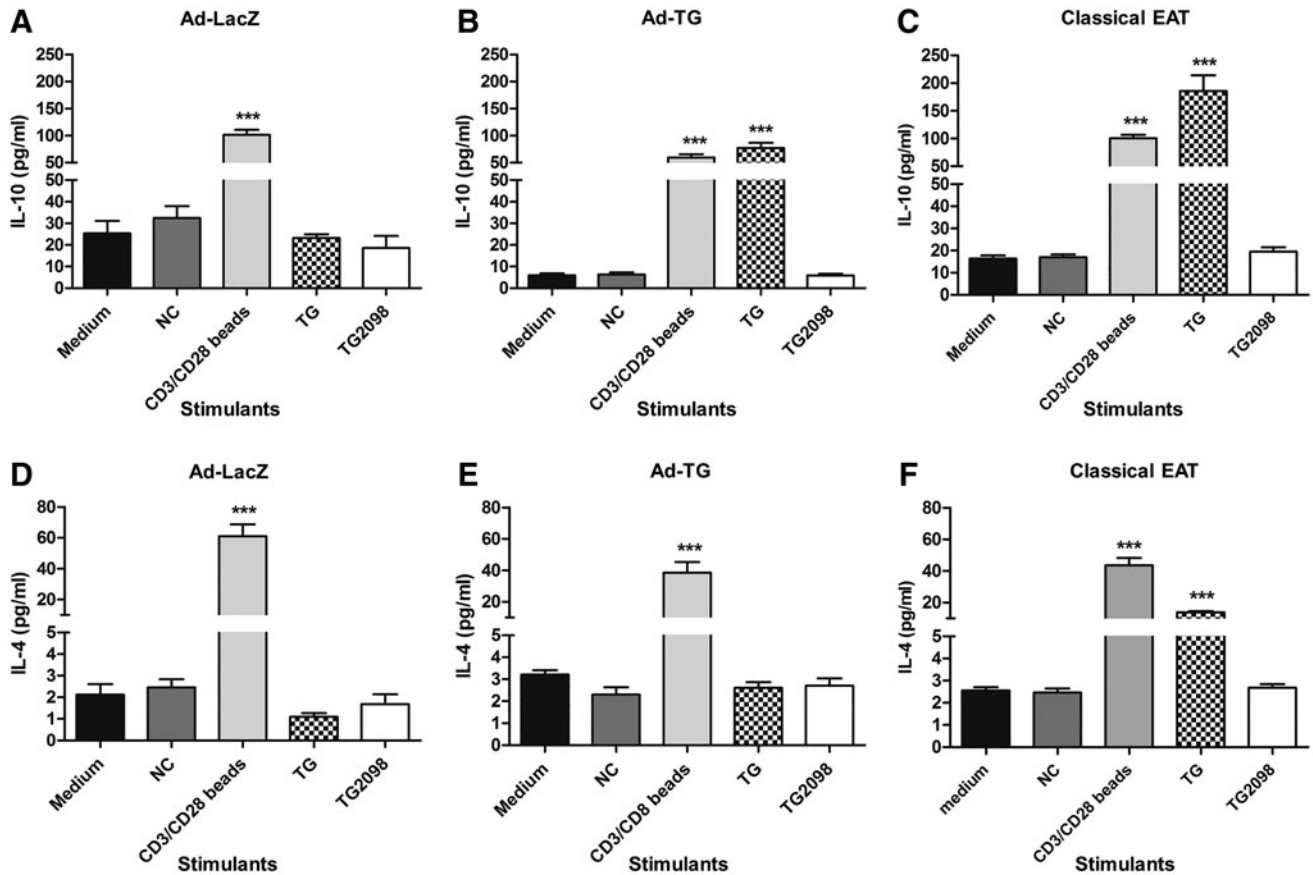 A
Ad-LacZ
IL-10 (pg/ml)
250
200
150
100
50
50
40
30
20
10
0
***
Medium
NC
CD3/CD28 beads
TG
TG2098
Stimulants
B
Ad-TG
IL-10 (pg/ml)
250
200
150
100
50
50
40
30
20
10
0
***
***
Medium
NC
CD3/CD28 beads
TG
TG2098
Stimulants
C
Classical EAT
IL-10 (pg/ml)
250
200
150
100
50
50
40
30
20
10
0
***
***
Medium
NC
CD3/CD28 beads
TG
TG2098
Stimulants
D
Ad-LacZ
IL-4 (pg/ml)
80
60
40
20
5
4
3
2
1
0
***
Medium
NC
CD3/CD28 beads
TG
TG2098
Stimulants
E
Ad-TG
IL-4 (pg/ml)
80
60
40
20
5
4
3
2
1
0
***
Medium
NC
CD3/CD8 beads
TG
TG2098
Stimulants
F
Classical EAT
IL-4 (pg/ml)
80
60
40
20
5
4
3
2
1
0
***
***
medium
NC
CD3/CD28 beads
TG
TG2098
Stimulants